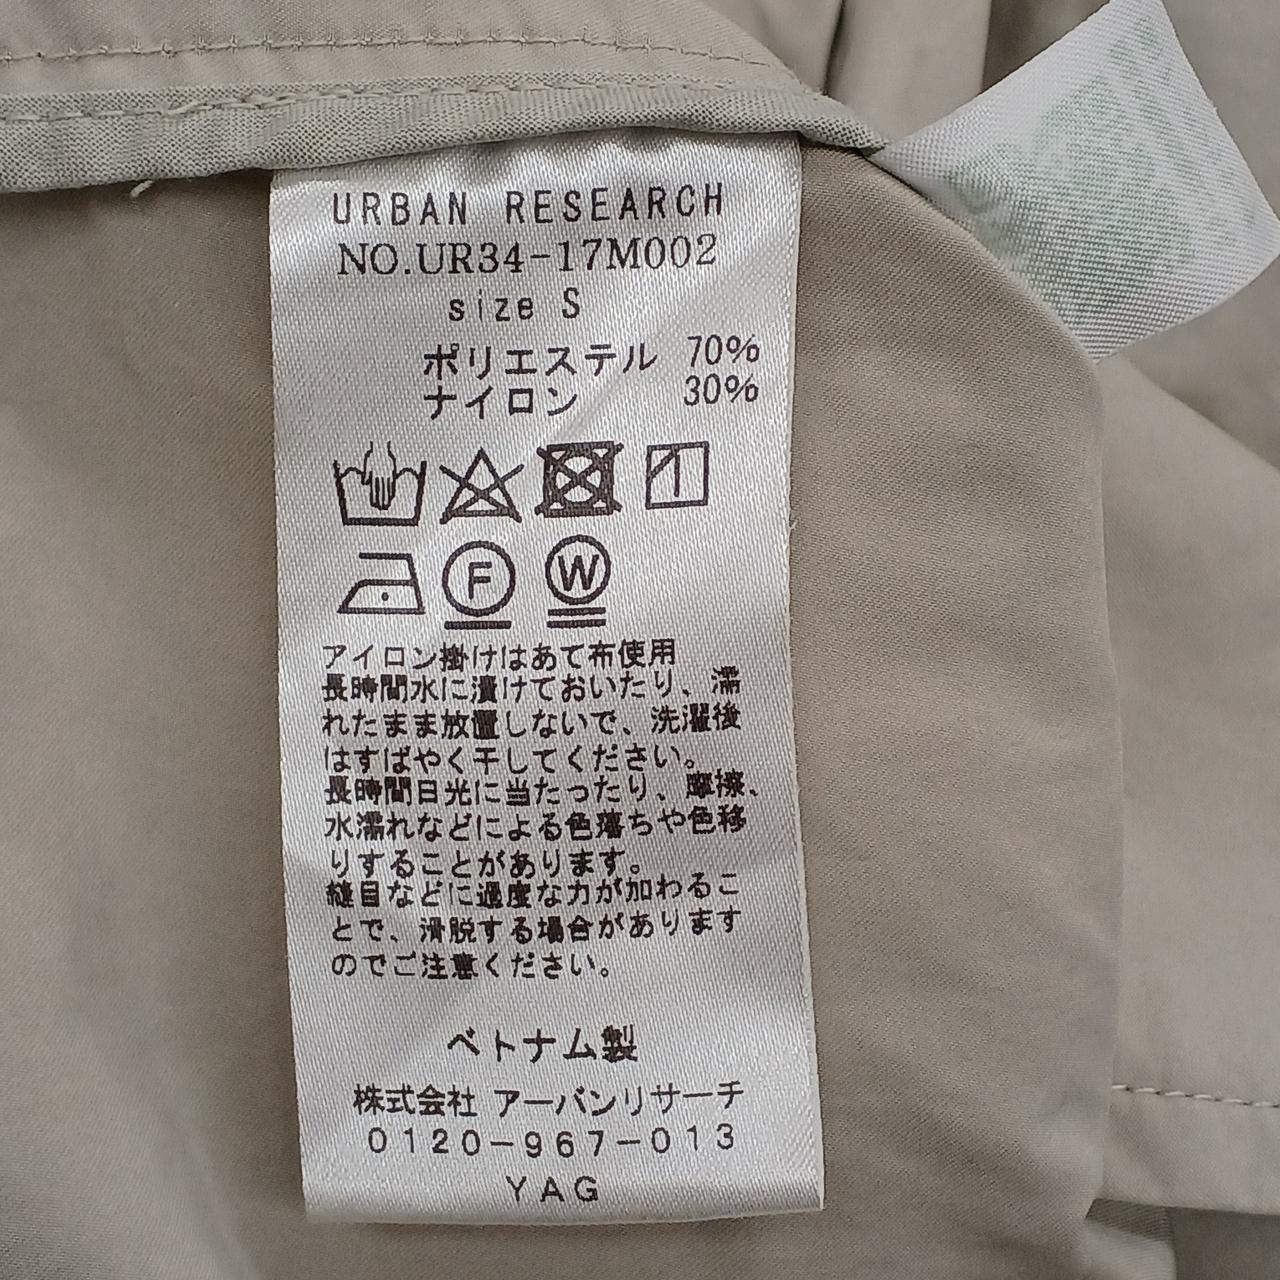 URBAN RESEARCH
NO.UR34-17M002
size S
ポリエステル 70%
ナイロン 30%
F W
アイロン掛けはあて布使用
長時間水に漬けておいたり、濡
れたまま放置しないで、洗濯後
はすばやく干してください。
長時間日光に当たったり、摩擦、
水濡れなどによる色落ちや色移
りすることがあります。
縫目などに過度な力が加わるこ
とで、滑脱する場合があります
のでご注意ください。
ベトナム製
株式会社 アーバンリサーチ
0120-967-013
YAG